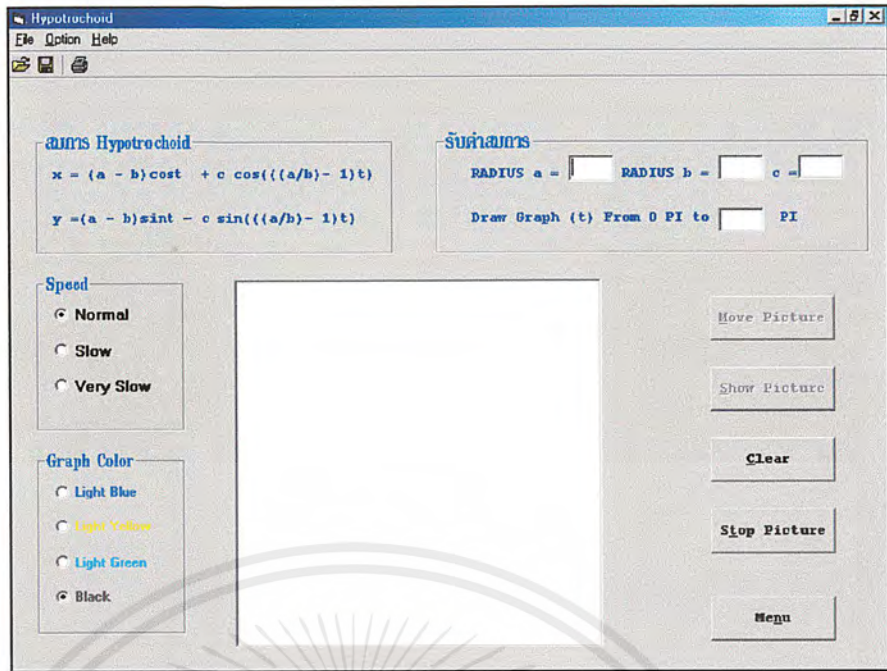 Hypotrochoid
File Option Help
สมการ Hypotrochoid
x = (a - b)cost + c cos(((a/b)- 1)t)
y =(a - b)sint - c sin(((a/b)- 1)t)
รับค่าสมการ
RADIUS a = RADIUS b = c =
Draw Graph (t) From 0 PI to PI
Speed
Normal
Slow
Very Slow
Graph Color
Light Blue
Light Yellow
Light Green
Black
Move Picture
Show Picture
Clear
Stop Picture
Menu